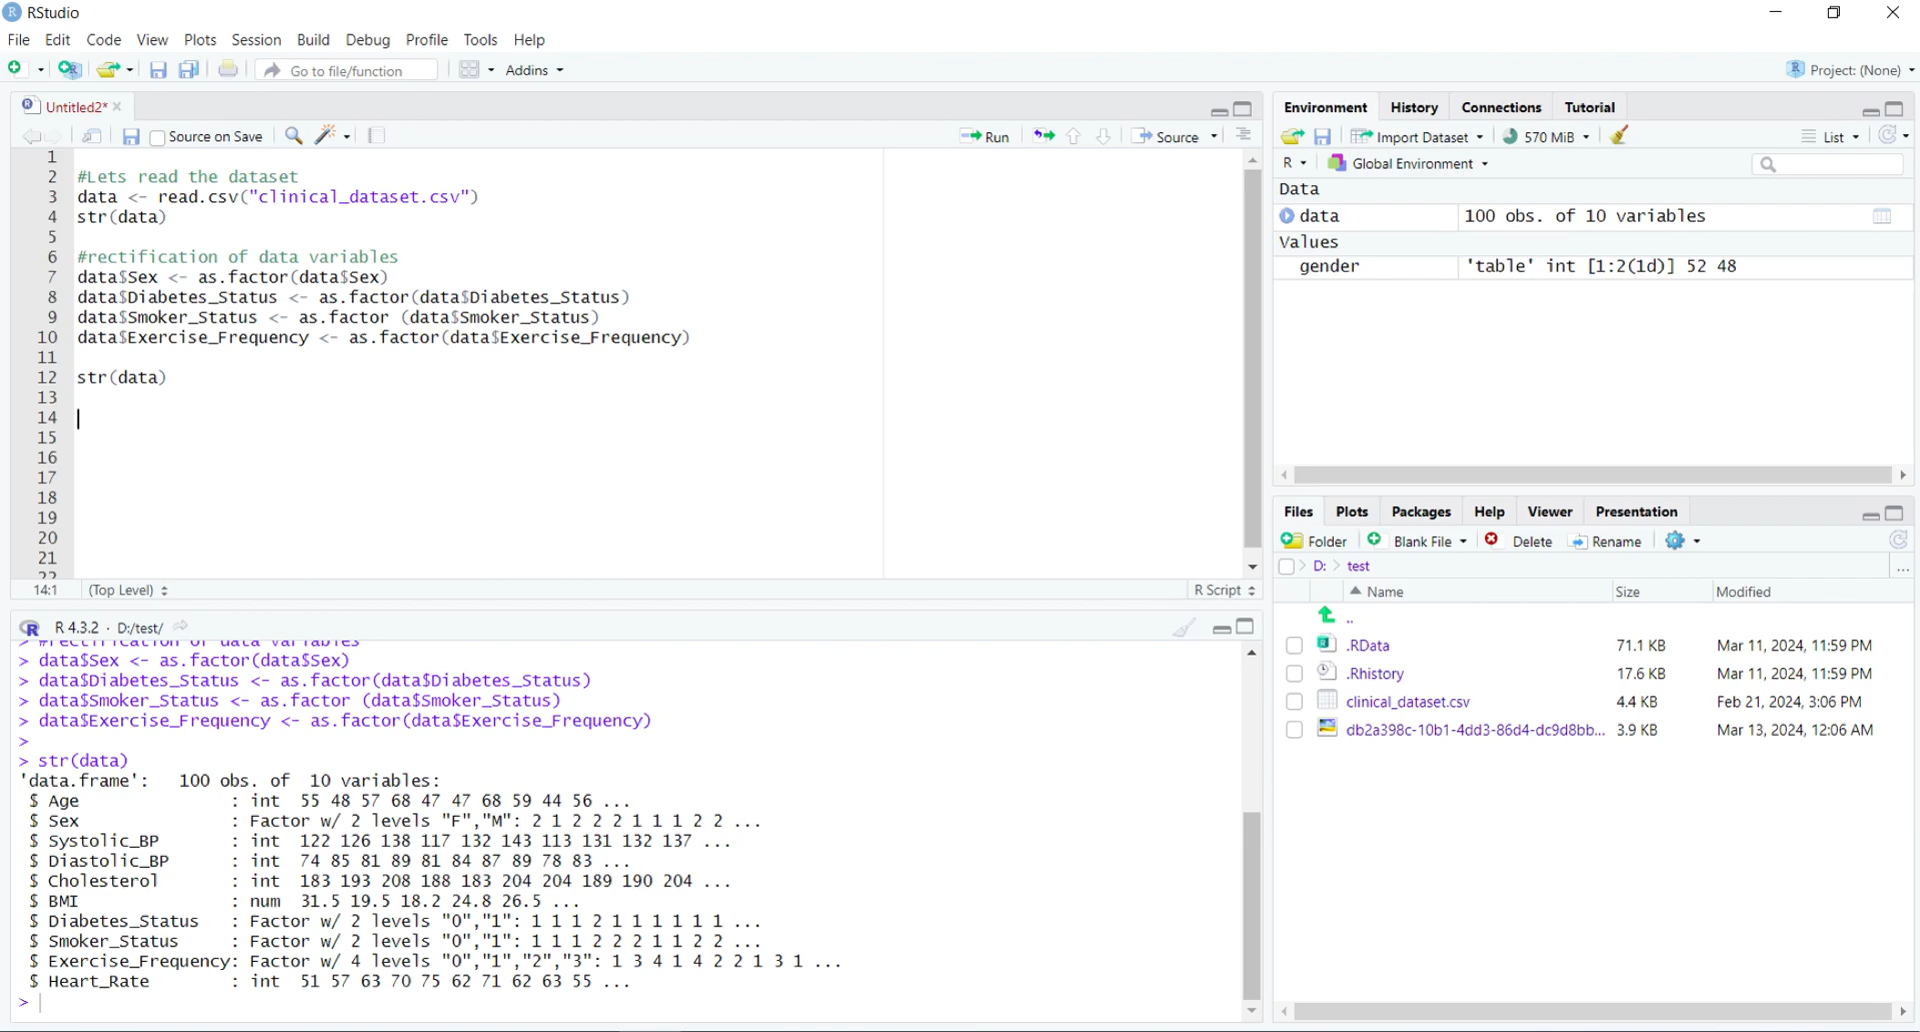 RStudio
File Edit Code View Plots Session Build Debug Profile Tools Help
Go to file/function Addins Project: (None)
Untitled2*
Source on Save Run Source
1
2 #Lets read the dataset
3 data <- read.csv("clinical_dataset.csv")
4 str(data)
5
6 #rectification of data variables
7 data$Sex <- as.factor(data$Sex)
8 data$Diabetes_Status <- as.factor(data$Diabetes_Status)
9 data$Smoker_Status <- as.factor (data$Smoker_Status)
10 data$Exercise_Frequency <- as.factor(data$Exercise_Frequency)
11
12 str(data)
13
14
15
16
17
18
19
20
21
22
14:1 (Top Level) R Script
R 4.3.2 · D:/test/
> #rectification of data variables
> data$Sex <- as.factor(data$Sex)
> data$Diabetes_Status <- as.factor(data$Diabetes_Status)
> data$Smoker_Status <- as.factor (data$Smoker_Status)
> data$Exercise_Frequency <- as.factor(data$Exercise_Frequency)
>
> str(data)
'data.frame': 100 obs. of 10 variables:
$ Age : int 55 48 57 68 47 47 68 59 44 56 ...
$ Sex : Factor w/ 2 levels "F","M": 2 1 2 2 2 1 1 1 2 2 ...
$ Systolic_BP : int 122 126 138 117 132 143 113 131 132 137 ...
$ Diastolic_BP : int 74 85 81 89 81 84 87 89 78 83 ...
$ Cholesterol : int 183 193 208 188 183 204 204 189 190 204 ...
$ BMI : num 31.5 19.5 18.2 24.8 26.5 ...
$ Diabetes_Status : Factor w/ 2 levels "0","1": 1 1 1 2 1 1 1 1 1 1 ...
$ Smoker_Status : Factor w/ 2 levels "0","1": 1 1 1 2 2 2 1 1 2 2 ...
$ Exercise_Frequency: Factor w/ 4 levels "0","1","2","3": 1 3 4 1 4 2 2 1 3 1 ...
$ Heart_Rate : int 51 57 63 70 75 62 71 62 63 55 ...
>
Environment History Connections Tutorial
Import Dataset 570 MiB List
R Global Environment
Data
data 100 obs. of 10 variables
Values
gender 'table' int [1:2(1d)] 52 48
Files Plots Packages Help Viewer Presentation
Folder Blank File Delete Rename
D: > test ...
Name Size Modified
..
.RData 71.1 KB Mar 11, 2024, 11:59 PM
.Rhistory 17.6 KB Mar 11, 2024, 11:59 PM
clinical_dataset.csv 4.4 KB Feb 21, 2024, 3:06 PM
db2a398c-10b1-4dd3-86d4-dc9d8bb... 3.9 KB Mar 13, 2024, 12:06 AM